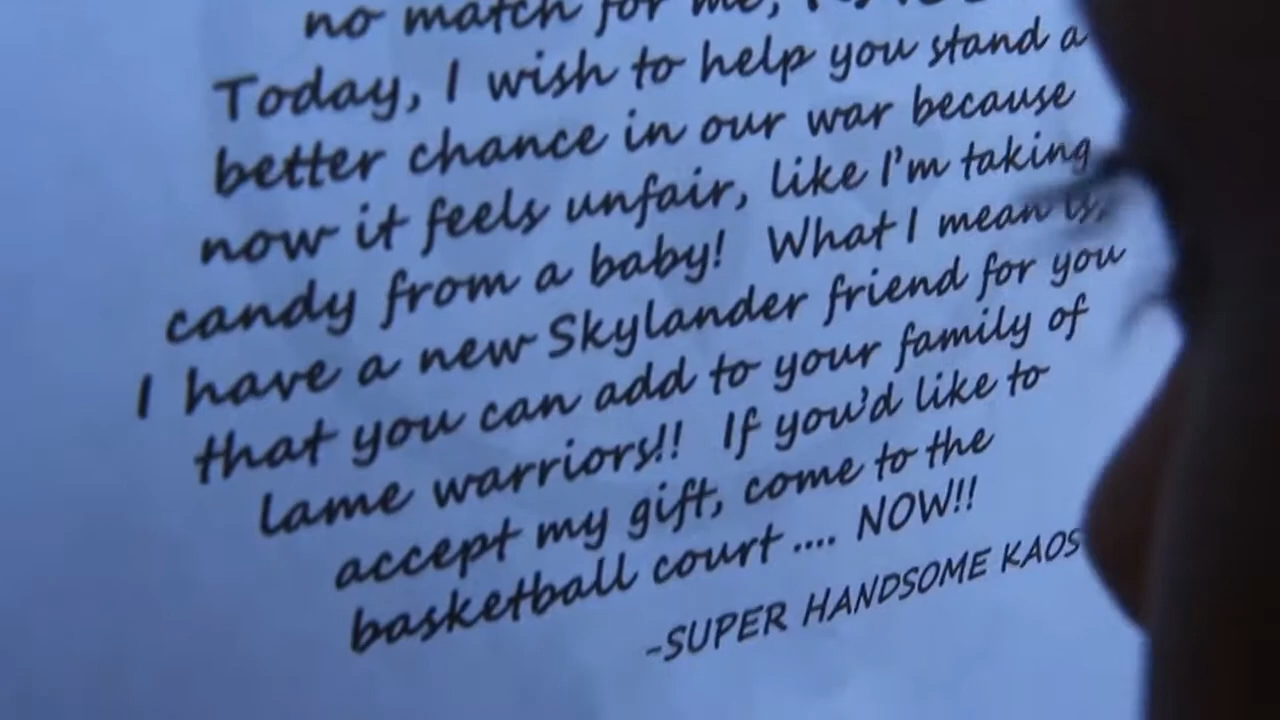 no match for me,
Today, I wish to help you stand a
better chance in our war because
now it feels unfair, like I'm taking
candy from a baby! What I mean is,
I have a new Skylander friend for you
that you can add to your family of
lame warriors!! If you'd like to
accept my gift, come to the
basketball court .... NOW!!
-SUPER HANDSOME KAOS